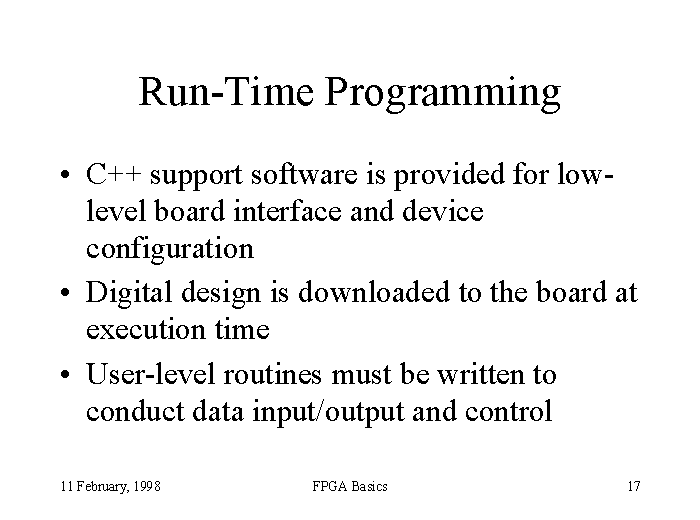 Run-Time Programming
• C++ support software is provided for low-
level board interface and device
configuration
• Digital design is downloaded to the board at
execution time
• User-level routines must be written to
conduct data input/output and control
11 February, 1998 FPGA Basics 17